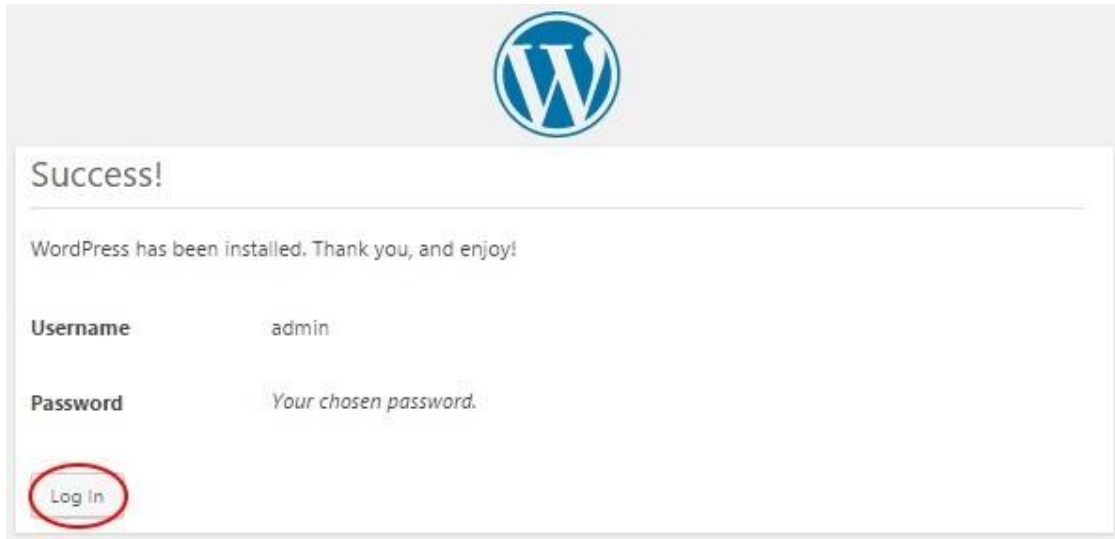 Success!
WordPress has been installed. Thank you, and enjoy!
Username admin
Password Your chosen password.
Log In